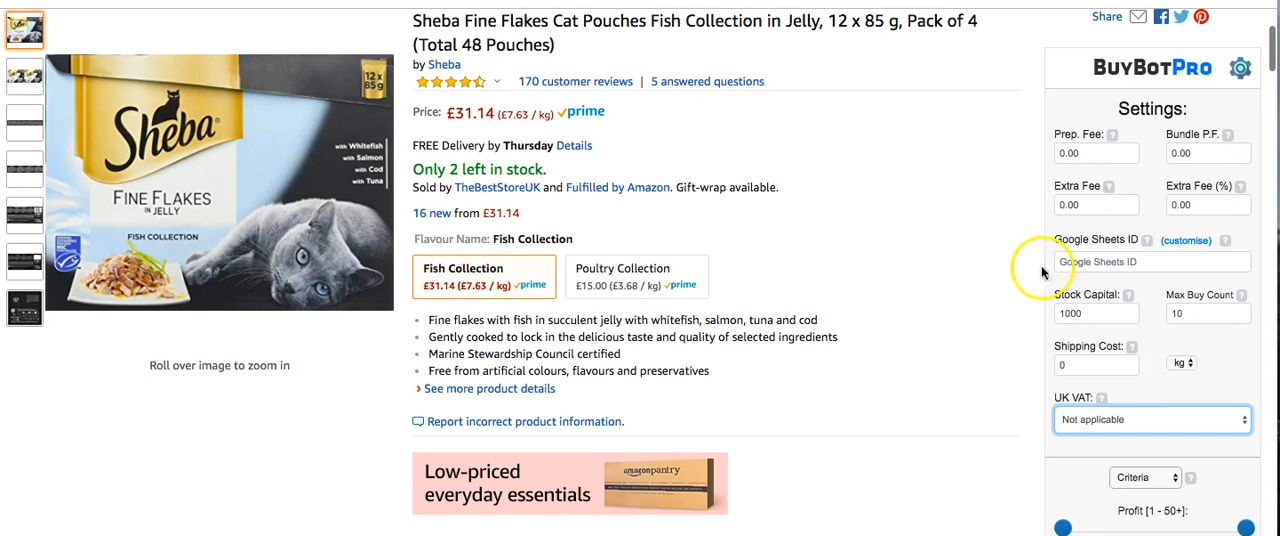 Sheba Fine Flakes Cat Pouches Fish Collection in Jelly, 12 x 85 g, Pack of 4
(Total 48 Pouches)
by Sheba
170 customer reviews | 5 answered questions
Price: £31.14 (£7.63 / kg) prime
FREE Delivery by Thursday Details
Only 2 left in stock.
Sold by TheBestStoreUK and Fulfilled by Amazon. Gift-wrap available.
16 new from £31.14
Flavour Name: Fish Collection
Fish Collection
£31.14 (£7.63 / kg) prime
Poultry Collection
£15.00 (£3.68 / kg) prime
Fine flakes with fish in succulent jelly with whitefish, salmon, tuna and cod
Gently cooked to lock in the delicious taste and quality of selected ingredients
Marine Stewardship Council certified
Free from artificial colours, flavours and preservatives
› See more product details
Report incorrect product information.
Low-priced
everyday essentials
amazonpantry
12 x
85g
Sheba
with Whitefish
with Salmon
with Cod
with Tuna
FINE FLAKES
IN JELLY
FISH COLLECTION
Roll over image to zoom in
Share
BUYBOTPRO
Settings:
Prep. Fee: ?
Bundle P.F. ?
0.00
0.00
Extra Fee ?
Extra Fee (%) ?
0.00
0.00
Google Sheets ID ? (customise) ?
Google Sheets ID
Stock Capital: ?
Max Buy Count ?
1000
10
Shipping Cost: ?
0
kg
UK VAT: ?
Not applicable
Criteria ?
Profit [1 - 50+]: